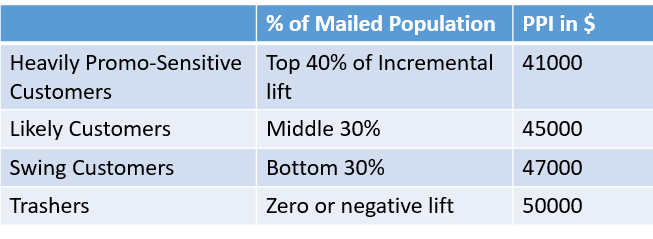 % of Mailed Population PPI in $
Heavily Promo-Sensitive Top 40% of Incremental 41000
Customers lift
Likely Customers Middle 30% 45000
Swing Customers Bottom 30% 47000
Trashers Zero or negative lift 50000